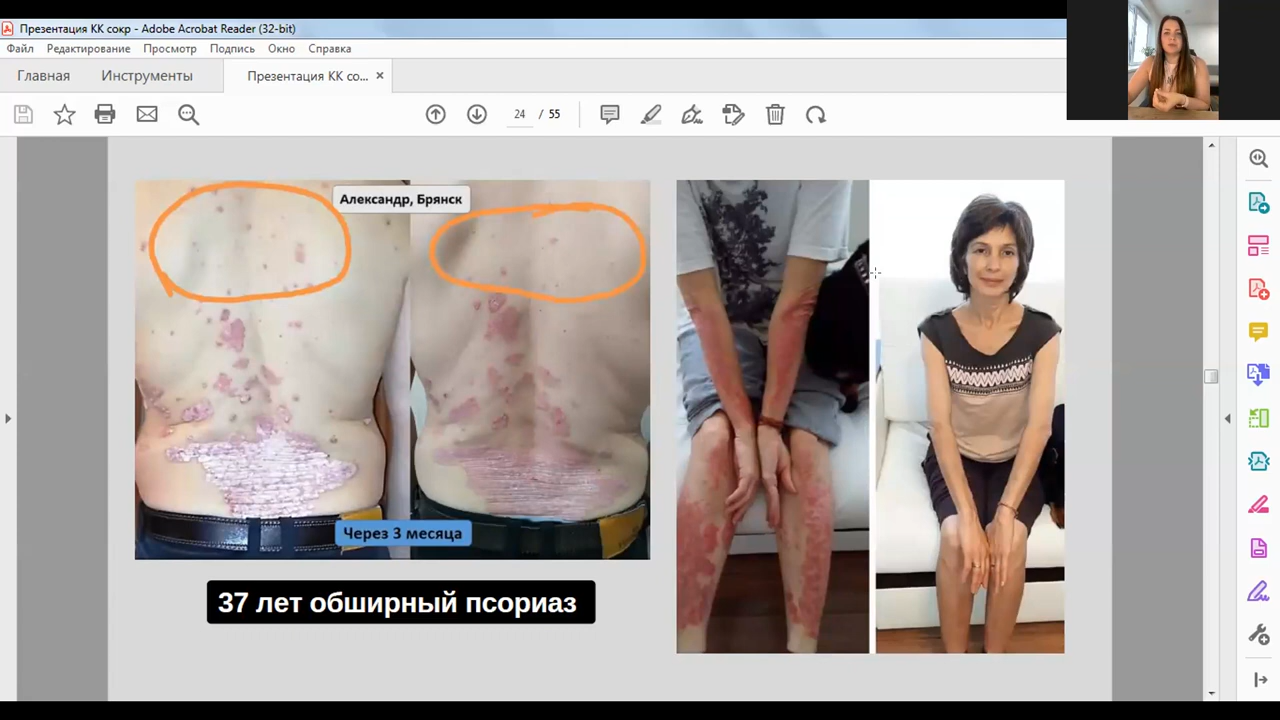 Презентация КК сокр - Adobe Acrobat Reader (32-bit)
Файл Редактирование Просмотр Подпись Окно Справка
Главная Инструменты Презентация КК со... ×
24 / 55
Александр, Брянск
Через 3 месяца
37 лет обширный псориаз